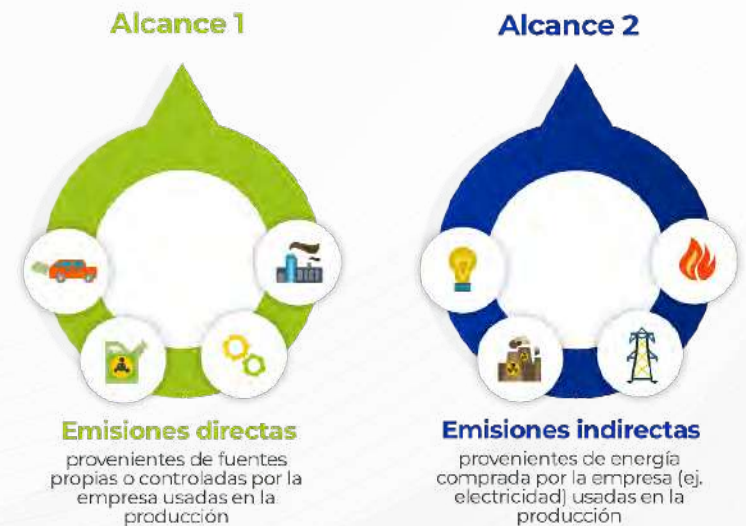 Alcance 1
Alcance 2
Emisiones directas
provenientes de fuentes
propias o controladas por la
empresa usadas en la
producción
Emisiones indirectas
provenientes de energía
comprada por la empresa (ej.
electricidad) usadas en la
producción